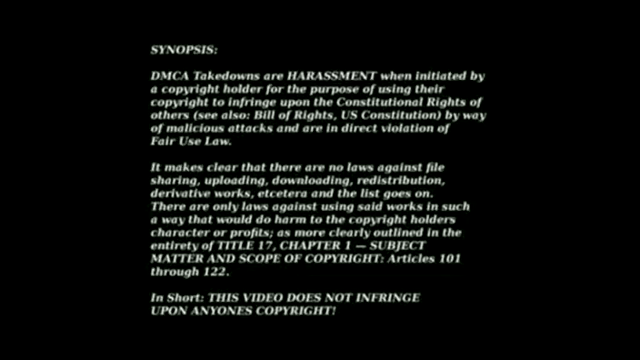 SYNOPSIS:
DMCA Takedowns are HARASSMENT when initiated by
a copyright holder for the purpose of using their
copyright to infringe upon the Constitutional Rights of
others (see also: Bill of Rights, US Constitution) by way
of malicious attacks and are in direct violation of
Fair Use Law.
It makes clear that there are no laws against file
sharing, uploading, downloading, redistribution,
derivative works, etcetera and the list goes on.
There are only laws against using said works in such
a way that would do harm to the copyright holders
character or profits; as more clearly outlined in the
entirety of TITLE 17, CHAPTER 1 — SUBJECT
MATTER AND SCOPE OF COPYRIGHT: Articles 101
through 122.
In Short: THIS VIDEO DOES NOT INFRINGE
UPON ANYONES COPYRIGHT!